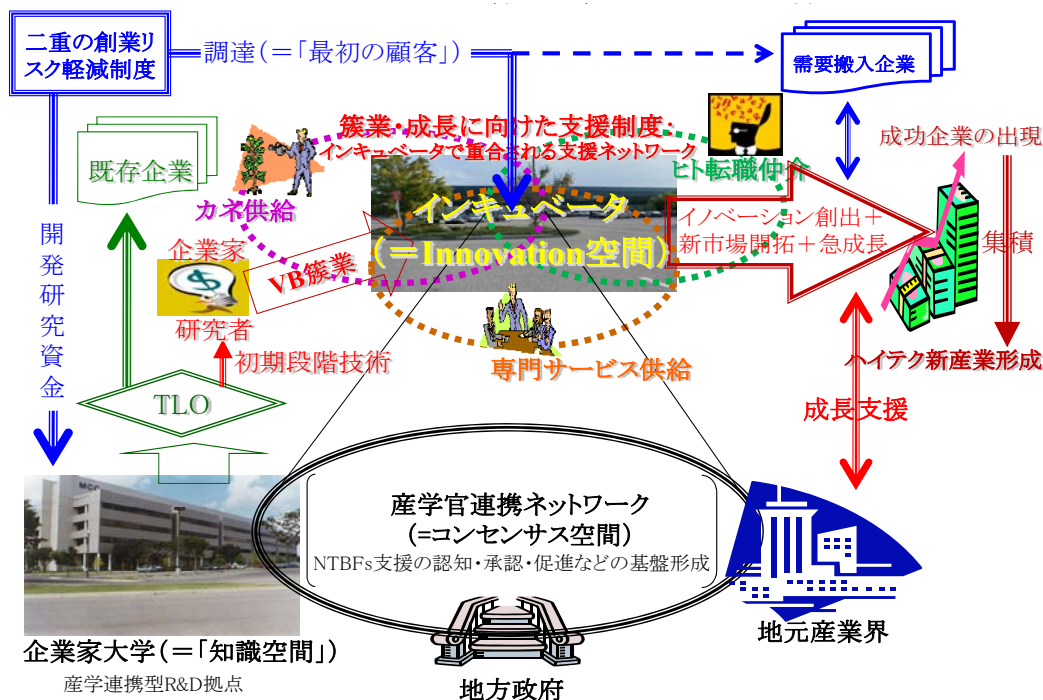 二重の創業リ
スク軽減制度
調達(=「最初の顧客」)
需要搬入企業
簇業・成長に向けた支援制度:
インキュベータで重合される支援ネットワーク
成功企業の出現
既存企業
ヒト転職仲介
カネ供給
インキュベータ
(=Innovation空間)
イノベーション創出+
新市場開拓+急成長
集積
開発研究資金
企業家
VB簇業
研究者
初期段階技術
専門サービス供給
ハイテク新産業形成
TLO
成長支援
MCC
産学官連携ネットワーク
(=コンセンサス空間)
NTBFs支援の認知・承認・促進などの基盤形成
企業家大学(=「知識空間」)
産学連携型R&D拠点
地方政府
地元産業界